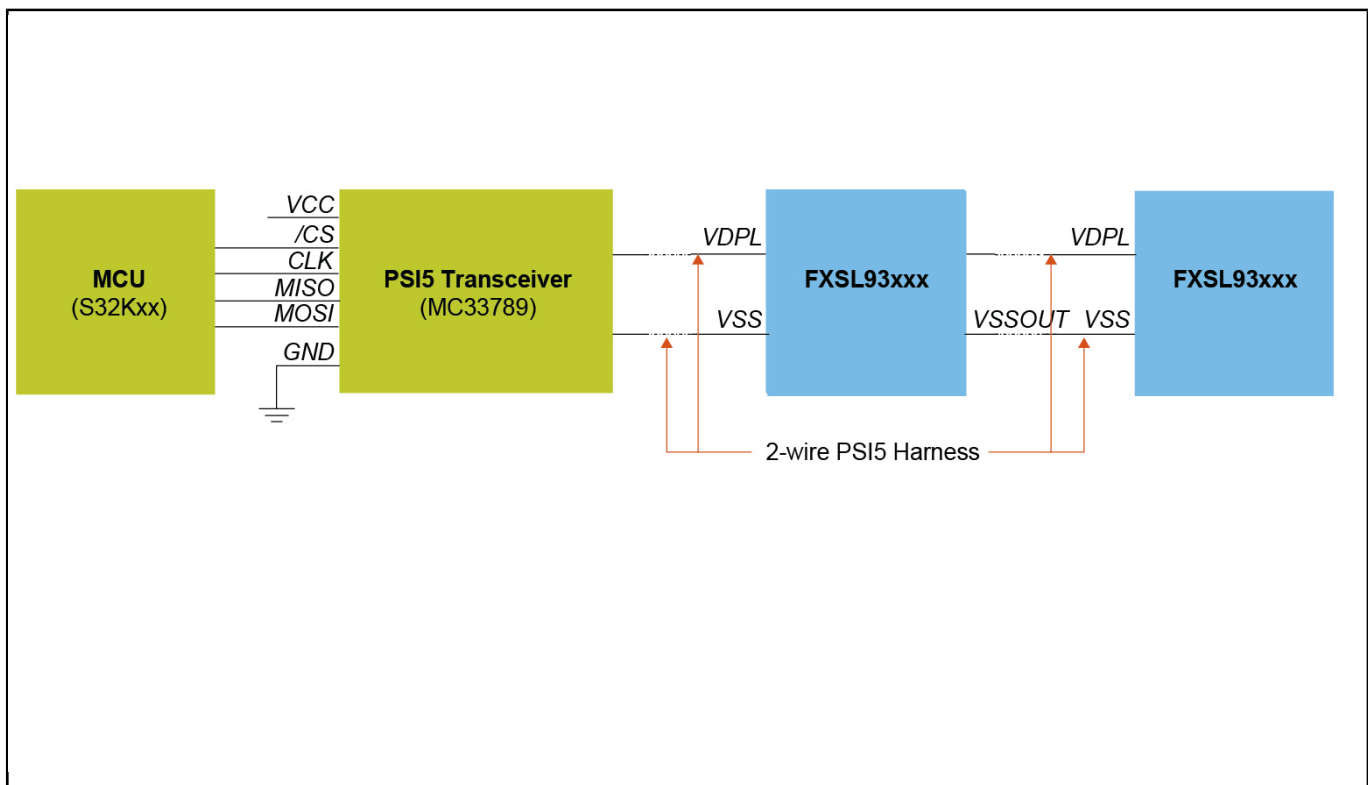 VCC
/CS
CLK
MISO
MOSI
GND
MCU
(S32Kxx)
PSI5 Transceiver
(MC33789)
VDPL
VSS
FXSL93xxx
VSSOUT
VDPL
VSS
FXSL93xxx
2-wire PSI5 Harness